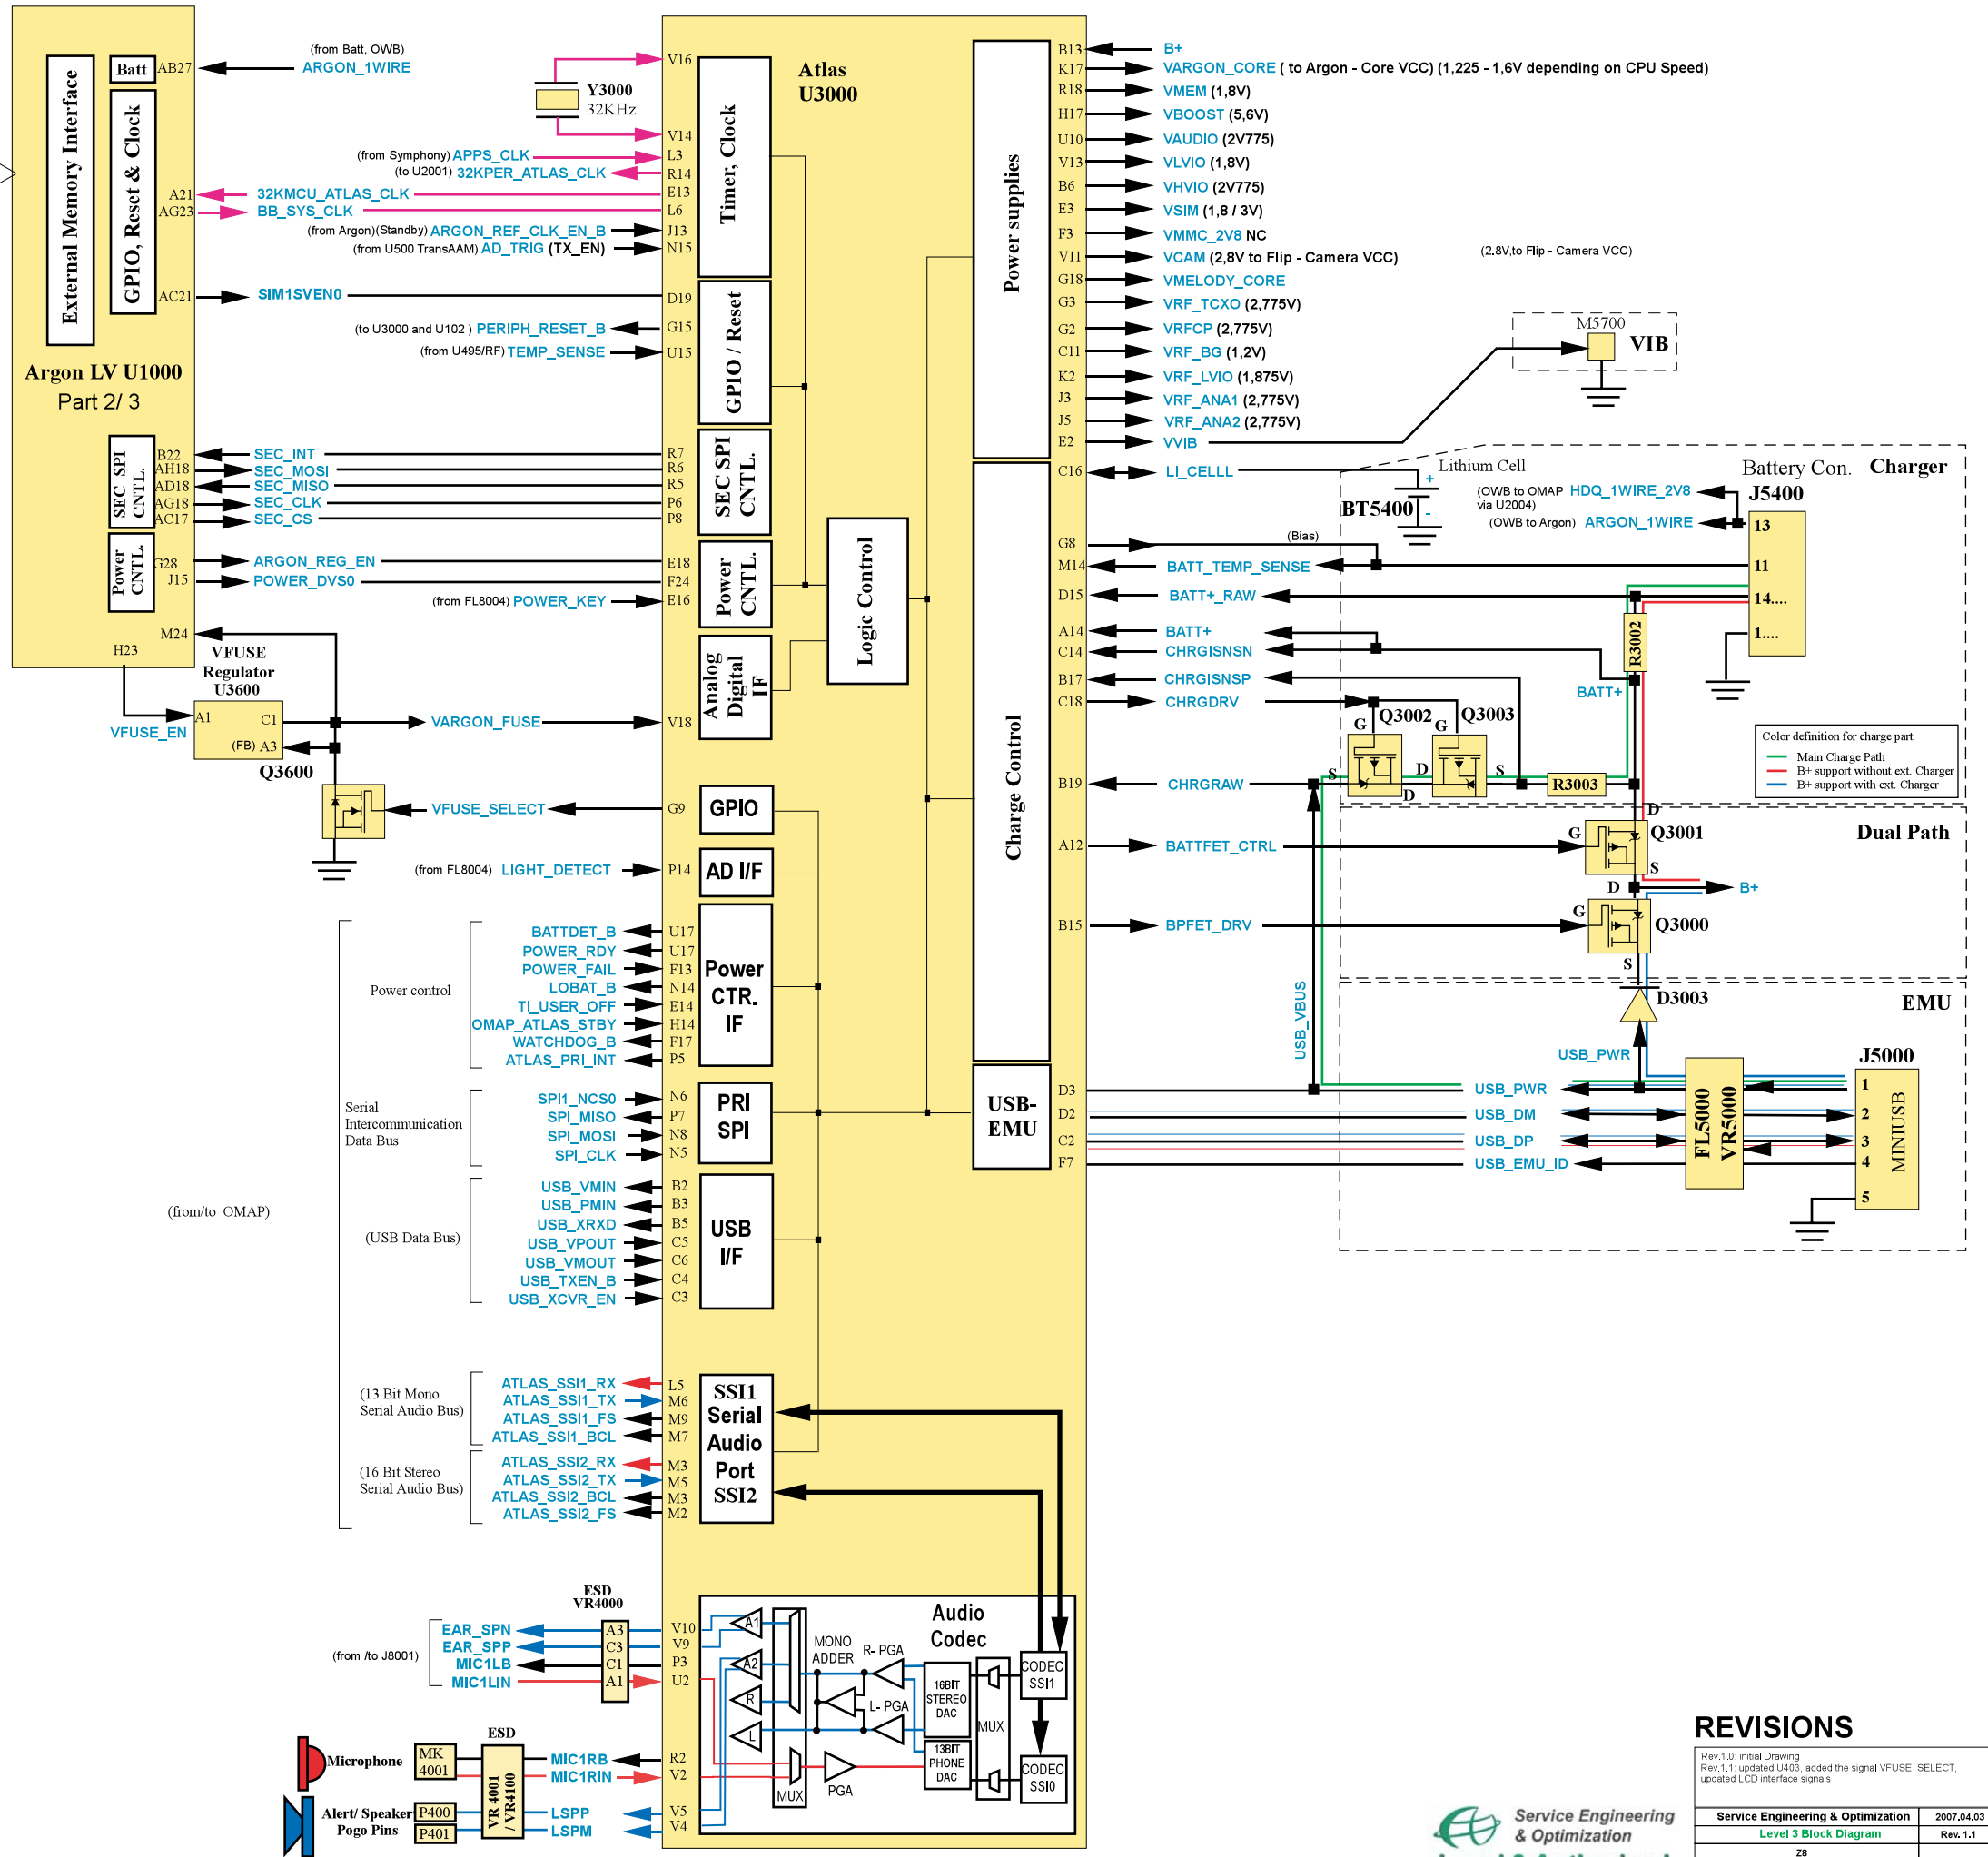 External Memory Interface
Batt
AB27
GPIO, Reset & Clock
(from Batt, OWB)
ARGON_1WIRE
A21
AG23
32KMCU_ATLAS_CLK
BB_SYS_CLK
AC21
SIM1SVEN0
Argon LV U1000
Part 2/ 3
SEC SPI
CNTL.
B22
AH18
AD18
AG18
AC17
SEC_INT
SEC_MOSI
SEC_MISO
SEC_CLK
SEC_CS
Power
CNTL.
G28
J15
ARGON_REG_EN
POWER_DVS0
M24
H23
VFUSE
Regulator
U3600
A1
C1
(FB) A3
VFUSE_EN
Q3600
VARGON_FUSE
VFUSE_SELECT
Y3000
32KHz
(from Symphony) APPS_CLK
(to U2001) 32KPER_ATLAS_CLK
(from Argon)(Standby) ARGON_REF_CLK_EN_B
(from U500 TransAAM) AD_TRIG (TX_EN)
(to U3000 and U102 ) PERIPH_RESET_B
(from U495/RF) TEMP_SENSE
(from FL8004) POWER_KEY
(from FL8004) LIGHT_DETECT
Atlas
U3000
V16
V14
L3
R14
E13
L6
J13
N15
Timer, Clock
D19
G15
U15
GPIO / Reset
R7
R6
R5
P6
P8
SEC SPI
CNTL.
E18
F24
E16
Power
CNTL.
V18
Analog
Digital
IF
Logic Control
G9
GPIO
P14
AD I/F
(from/to OMAP)
Power control
BATTDET_B U17
POWER_RDY U17
POWER_FAIL F13
LOBAT_B N14
TI_USER_OFF E14
OMAP_ATLAS_STBY H14
WATCHDOG_B F17
ATLAS_PRI_INT P5
Power
CTR.
IF
Serial
Intercommunication
Data Bus
SPI1_NCS0 N6
SPI_MISO P7
SPI_MOSI N8
SPI_CLK N5
PRI
SPI
(USB Data Bus)
USB_VMIN B2
USB_PMIN B3
USB_XRXD B5
USB_VPOUT C5
USB_VMOUT C6
USB_TXEN_B C4
USB_XCVR_EN C3
USB
I/F
(13 Bit Mono
Serial Audio Bus)
ATLAS_SSI1_RX L5
ATLAS_SSI1_TX M6
ATLAS_SSI1_FS M9
ATLAS_SSI1_BCL M7
(16 Bit Stereo
Serial Audio Bus)
ATLAS_SSI2_RX M3
ATLAS_SSI2_TX M5
ATLAS_SSI2_BCL M3
ATLAS_SSI2_FS M2
SSI1
Serial
Audio
Port
SSI2
ESD
VR4000
(from /to J8001)
EAR_SPN A3 V10
EAR_SPP C3 V9
MIC1LB C1 P3
MIC1LIN A1 U2
ESD
Microphone
MK
4001
VR 4001
/ VR4100
MIC1RB R2
MIC1RIN V2
Alert/ Speaker
Pogo Pins
P400
P401
LSPP V5
LSPM V4
Audio
Codec
A1
A2
R
L
MONO
ADDER
R- PGA
L- PGA
16BIT
STEREO
DAC
13BIT
PHONE
DAC
MUX
CODEC
SSI1
CODEC
SSI0
MUX
PGA
Power supplies
B13... B+
K17 VARGON_CORE ( to Argon - Core VCC) (1,225 - 1,6V depending on CPU Speed)
R18 VMEM (1,8V)
H17 VBOOST (5,6V)
U10 VAUDIO (2V775)
V13 VLVIO (1,8V)
B6 VHVIO (2V775)
E3 VSIM (1,8 / 3V)
F3 VMMC_2V8 NC
V11 VCAM (2,8V to Flip - Camera VCC)
(2.8V,to Flip - Camera VCC)
G18 VMELODY_CORE
G3 VRF_TCXO (2,775V)
G2 VRFCP (2,775V)
C11 VRF_BG (1,2V)
K2 VRF_LVIO (1,875V)
J3 VRF_ANA1 (2,775V)
J5 VRF_ANA2 (2,775V)
E2 VVIB
M5700
VIB
Charge Control
C16 LI_CELLL
G8
(Bias)
M14 BATT_TEMP_SENSE
D15 BATT+_RAW
A14 BATT+
C14 CHRGISNSN
B17 CHRGISNSP
C18 CHRGDRV
B19 CHRGRAW
A12 BATTFET_CTRL
B15 BPFET_DRV
Lithium Cell
+
-
BT5400
Battery Con.
Charger
J5400
(OWB to OMAP HDQ_1WIRE_2V8
via U2004)
(OWB to Argon) ARGON_1WIRE
13
11
14....
1....
R3002
BATT+
Q3002
Q3003
G
G
S
D
D
S
R3003
Color definition for charge part
Main Charge Path
B+ support without ext. Charger
B+ support with ext. Charger
Dual Path
D
G
Q3001
S
D
B+
G
Q3000
S
EMU
D3003
USB_VBUS
USB_PWR
USB-
EMU
D3 USB_PWR
D2 USB_DM
C2 USB_DP
F7 USB_EMU_ID
FL5000
VR5000
J5000
1
2
3
4
5
MINIUSB
REVISIONS
Rev.1.0: initial Drawing
Rev,1,1: updated U403, added the signal VFUSE_SELECT,
updated LCD interface signals
Service Engineering & Optimization 2007.04.03
Level 3 Block Diagram Rev. 1.1
Z8
Service Engineering
& Optimization